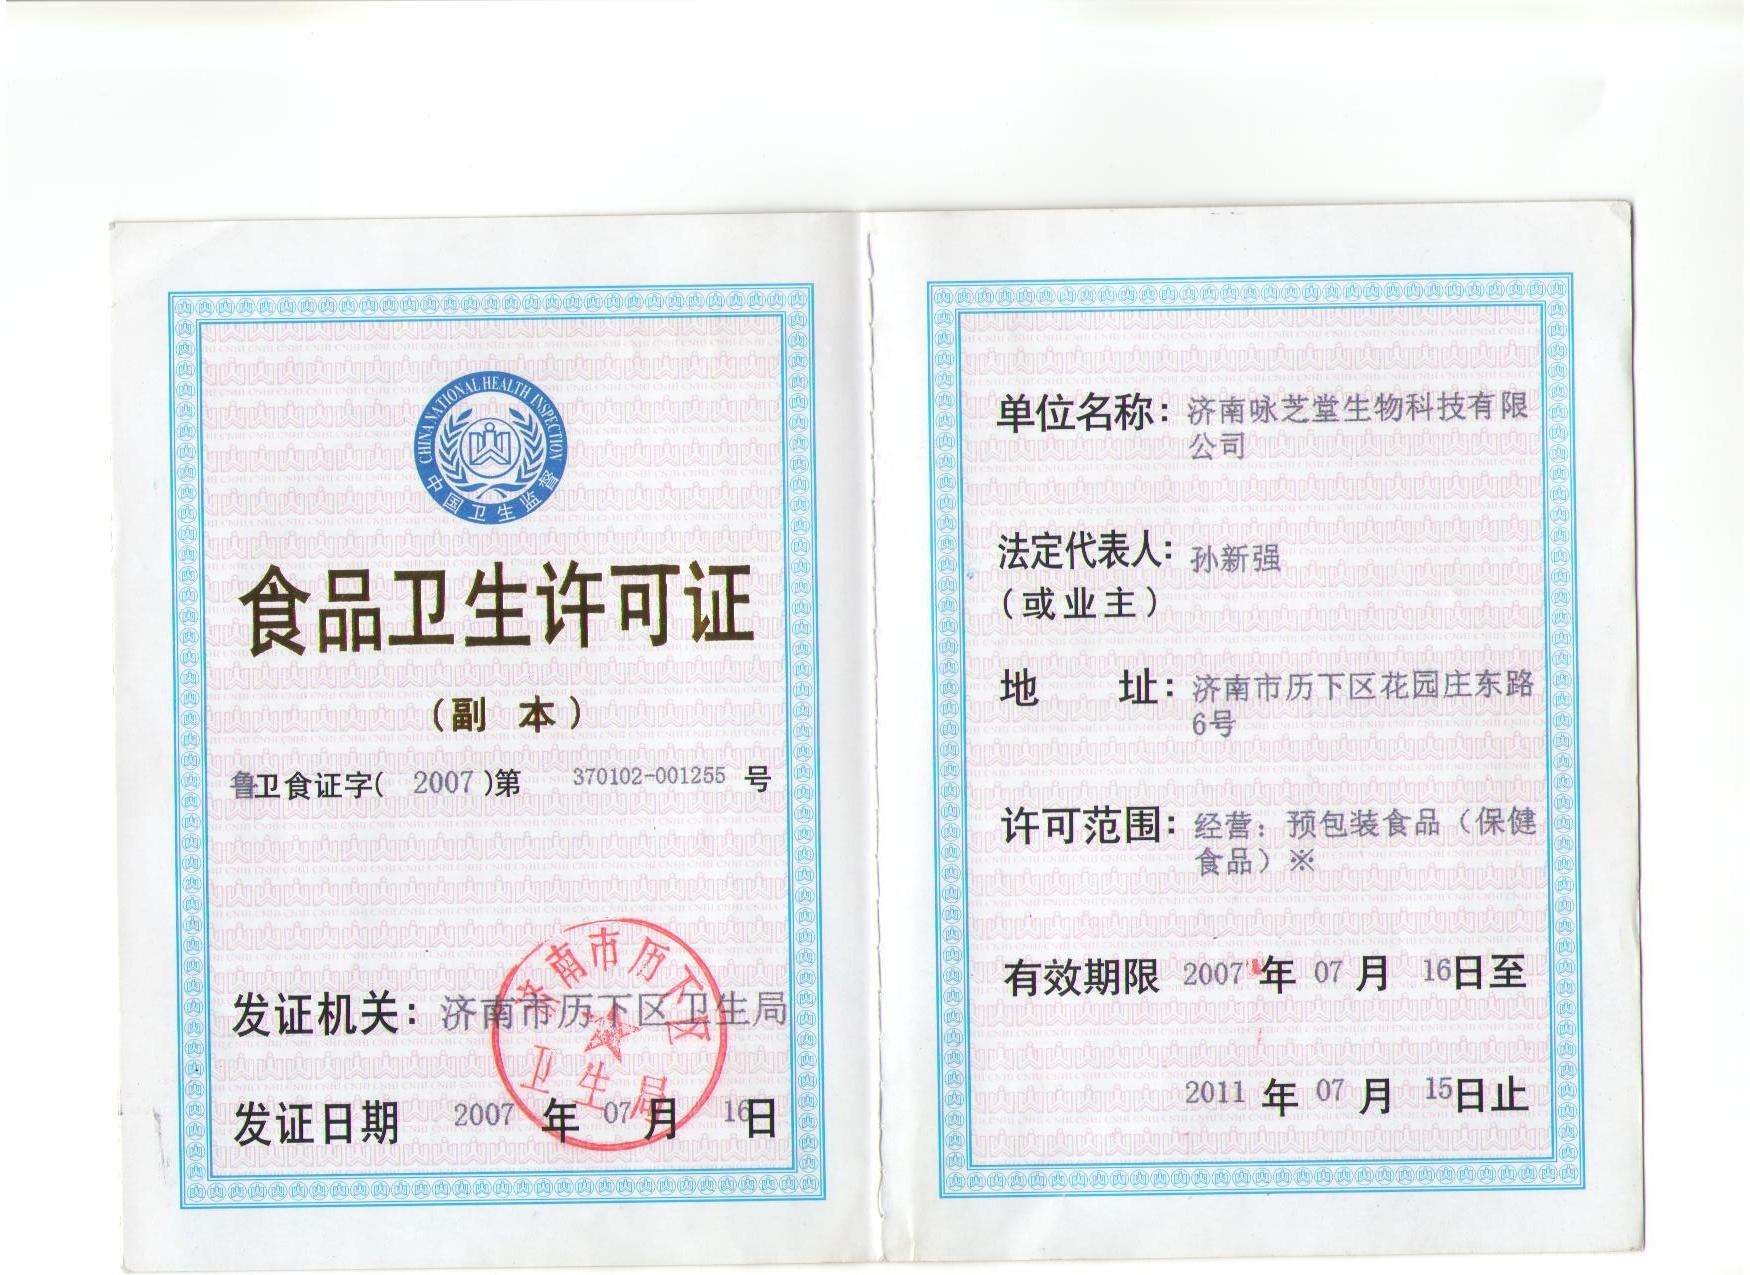 CHINA NATIONAL HEALTH INSPECTION
中国卫生监督
食品卫生许可证
（副 本）
鲁卫食证字( 2007 )第 370102-001255 号
发证机关：济南市历下区卫生局
济南市历下区
卫生局
发证日期 2007 年 07 月 16日
单位名称：济南咏芝堂生物科技有限
公司
法定代表人：孙新强
（或业主）
地 址：济南市历下区花园庄东路
6号
许可范围：经营：预包装食品（保健
食品）※
有效期限 2007 年 07 月 16日至
2011 年 07 月 15日止